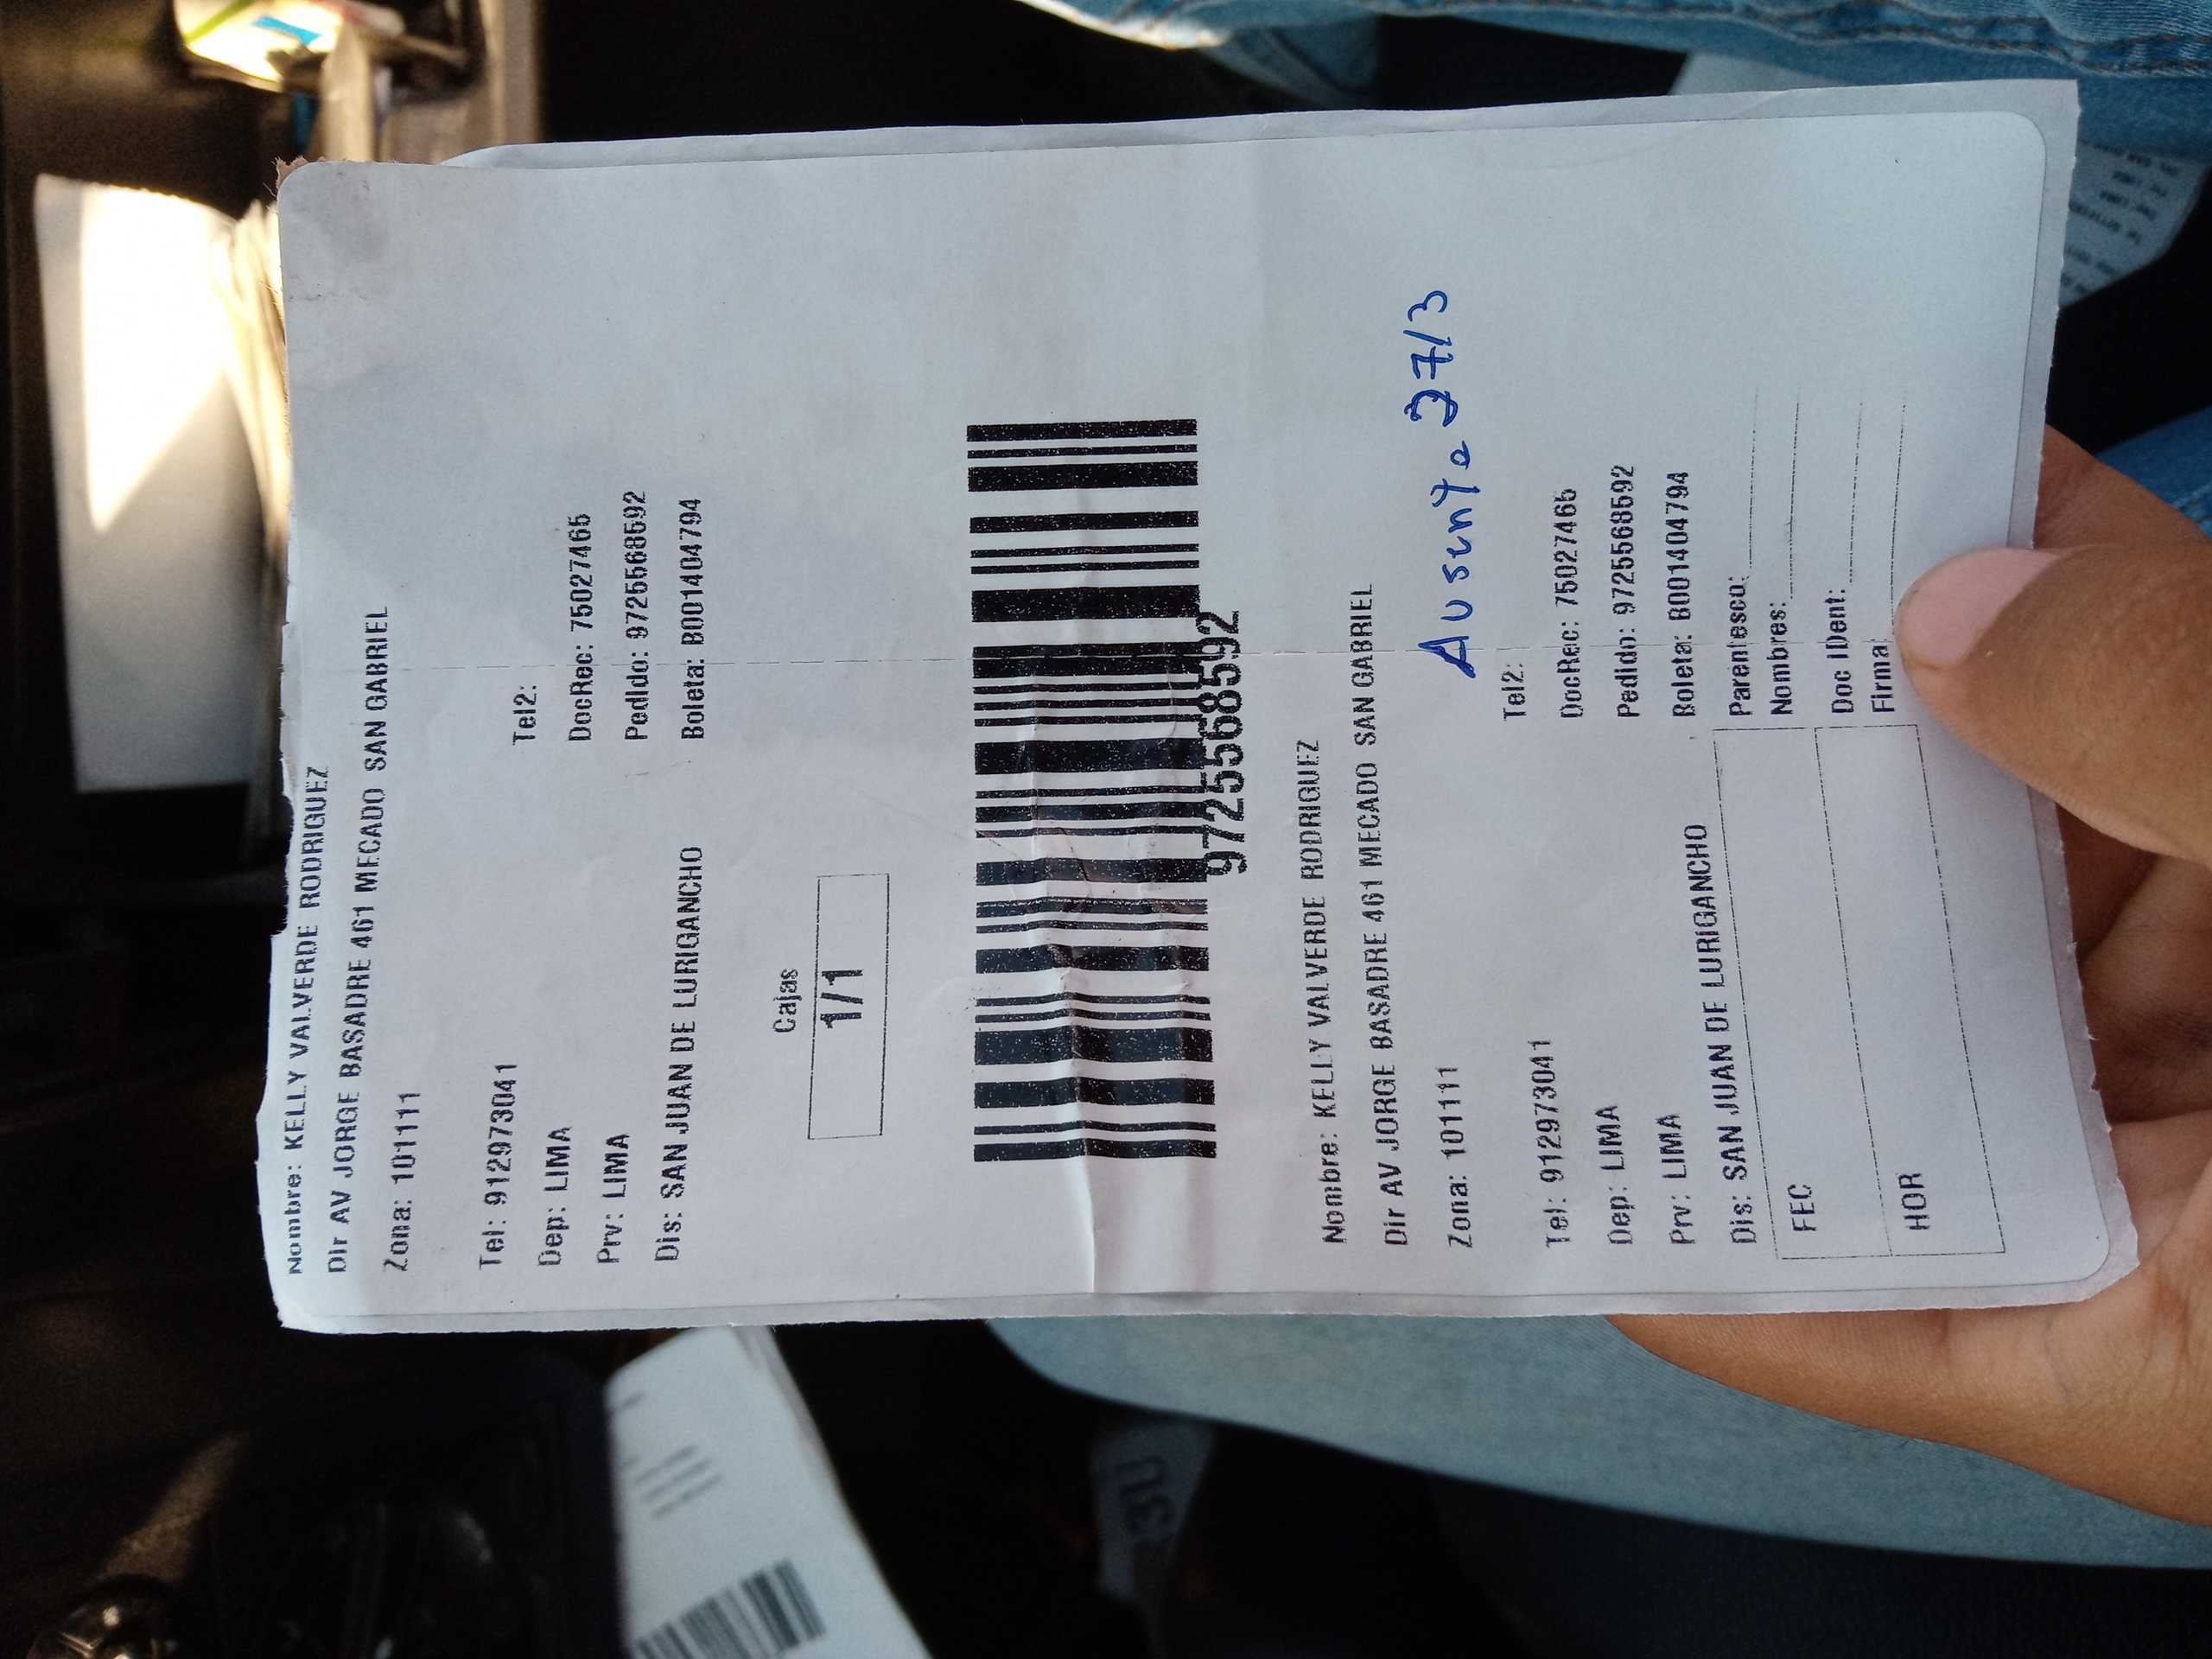 Nombre: KELLY VALVERDE RODRIGUEZ
Dir AV JORGE BASADRE 461 MECADO SAN GABRIEL
Zona: 101111
Tel: 912973041 Tel2:
Dep: LIMA DocRec: 75027465
Prv: LIMA Pedido: 9725568592
Dis: SAN JUAN DE LURIGANCHO Boleta: B001404794
Cajas
1/1
9725568592
Nombre: KELLY VALVERDE RODRIGUEZ
Dir AV JORGE BASADRE 461 MECADO SAN GABRIEL
Zona: 101111
Ausente 27/3
Tel: 912973041 Tel2:
Dep: LIMA DocRec: 75027465
Prv: LIMA Pedido: 9725568592
Dis: SAN JUAN DE LURIGANCHO Boleta: B001404794
FEC
HOR
Parentesco:
Nombres:
Doc IDent:
Firma